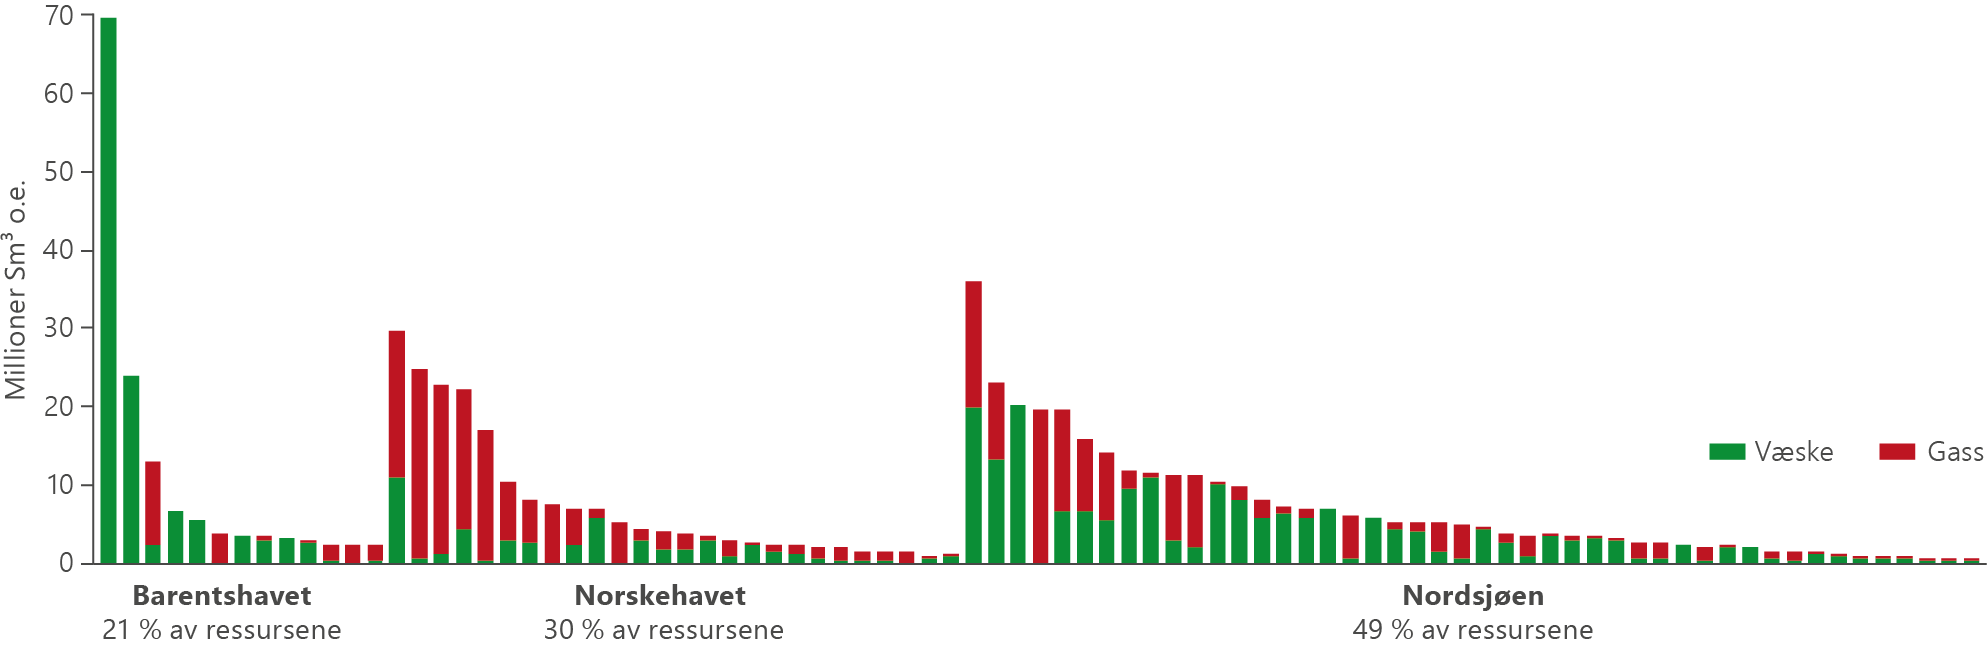 Millioner Sm³ o.e.
70
60
50
40
30
20
10
0
Væske
Gass
Barentshavet
21 % av ressursene
Norskehavet
30 % av ressursene
Nordsjøen
49 % av ressursene